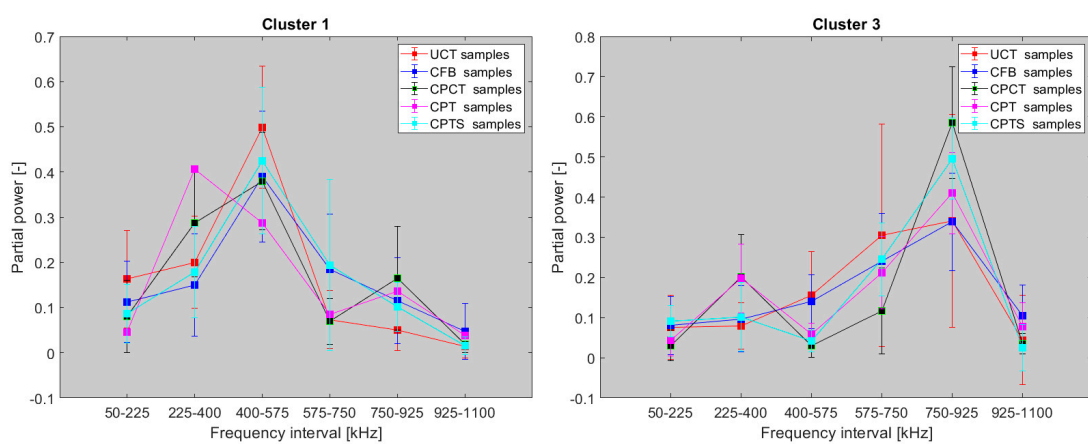 Cluster 1
0.7
0.6
0.5
0.4
0.3
0.2
0.1
0
-0.1
Partial power [-]
UCT samples
CFB samples
CPCT samples
CPT samples
CPTS samples
50-225 225-400 400-575 575-750 750-925 925-1100
Frequency interval [kHz]
Cluster 3
0.8
0.7
0.6
0.5
0.4
0.3
0.2
0.1
0
-0.1
Partial power [-]
UCT samples
CFB samples
CPCT samples
CPT samples
CPTS samples
50-225 225-400 400-575 575-750 750-925 925-1100
Frequency interval [kHz]